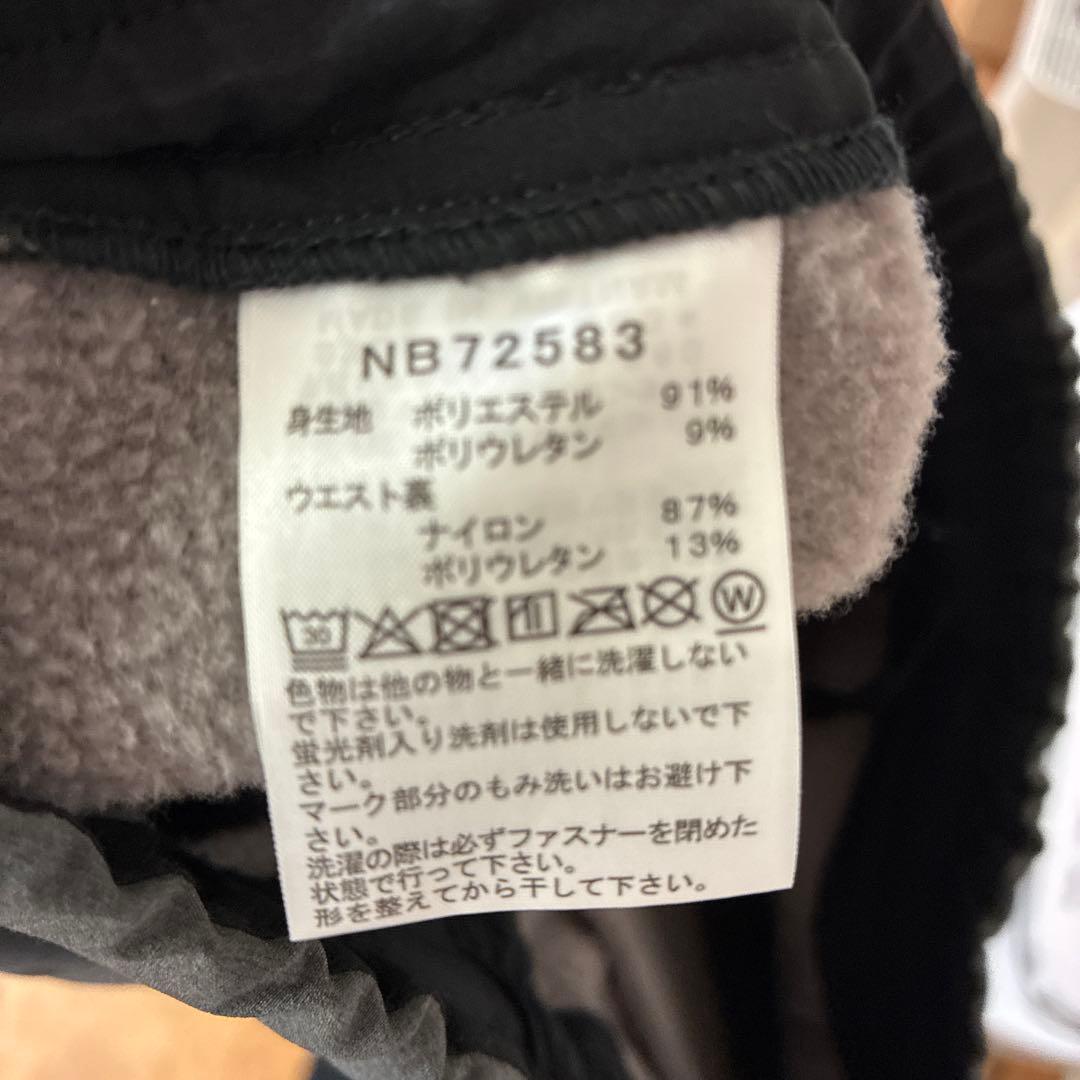 NB72583
身生地 ポリエステル 91%
ポリウレタン 9%
ウエスト裏
ナイロン 87%
ポリウレタン 13%
30 W
色物は他の物と一緒に洗濯しない
で下さい。
蛍光剤入り洗剤は使用しないで下
さい。
マーク部分のもみ洗いはお避け下
さい。
洗濯の際は必ずファスナーを閉めた
状態で行って下さい。
形を整えてから干して下さい。